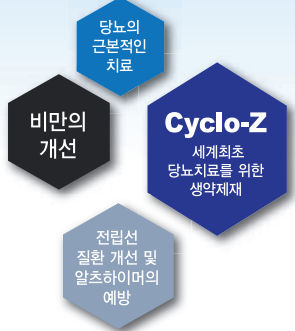 당뇨의
근본적인
치료
비만의
개선
Cyclo-Z
세계최초
당뇨치료를 위한
생약제재
전립선
질환 개선 및
알츠하이머의
예방